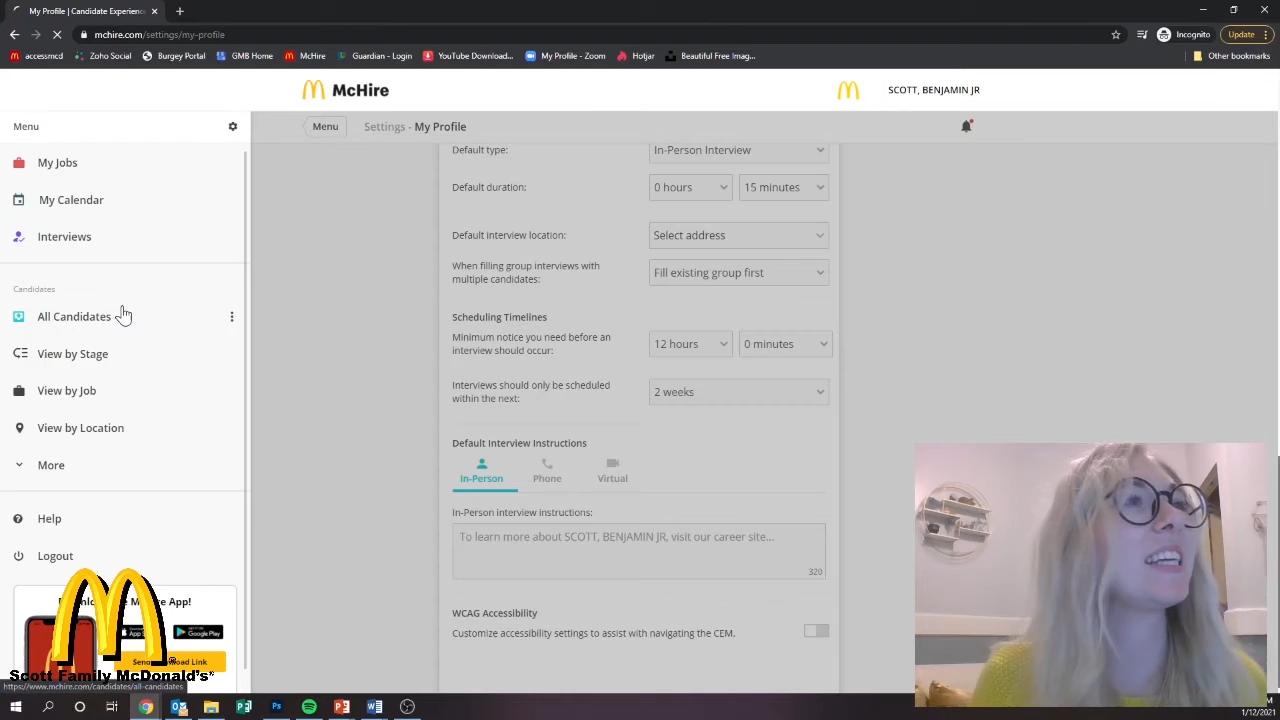 My Profile | Candidate Experience
mchire.com/settings/my-profile
Incognito
Update
accessmcd
Zoho Social
Burgey Portal
GMB Home
McHire
Guardian - Login
YouTube Download...
My Profile - Zoom
Hotjar
Beautiful Free Imag...
Other bookmarks
McHire
SCOTT, BENJAMIN JR
Menu
Menu
Settings - My Profile
My Jobs
My Calendar
Interviews
Candidates
All Candidates
View by Stage
View by Job
View by Location
More
Help
Logout
App!
Google Play
Link
Scott Family McDonald's®
https://www.mchire.com/candidates/all-candidates
Default type:
In-Person Interview
Default duration:
0 hours
15 minutes
Default interview location:
Select address
When filling group interviews with
multiple candidates:
Fill existing group first
Scheduling Timelines
Minimum notice you need before an
interview should occur:
12 hours
0 minutes
Interviews should only be scheduled
within the next:
2 weeks
Default Interview Instructions
In-Person
Phone
Virtual
In-Person interview instructions:
To learn more about SCOTT, BENJAMIN JR, visit our career site...
320
WCAG Accessibility
Customize accessibility settings to assist with navigating the CEM.
1/12/2021